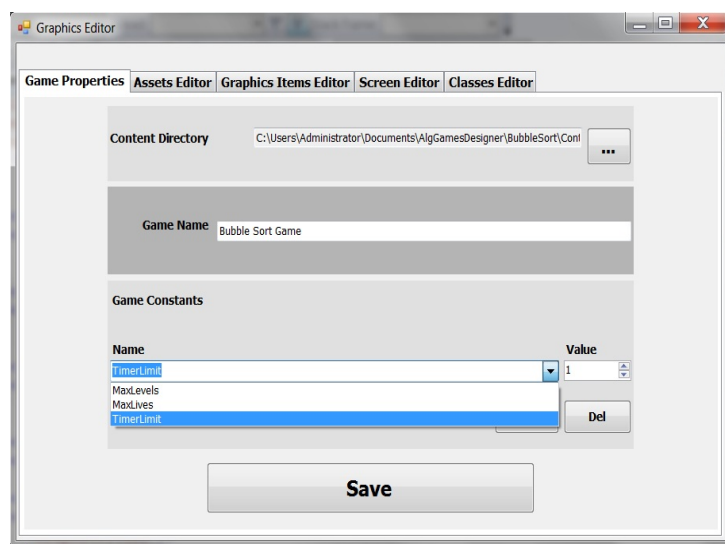 Graphics Editor
Game Properties Assets Editor Graphics Items Editor Screen Editor Classes Editor
Content Directory C:\Users\Administrator\Documents\AlgGamesDesigner\BubbleSort\Cont ...
Game Name Bubble Sort Game
Game Constants
Name Value
TimerLimit 1
MaxLevels
MaxLives
TimerLimit
Del
Save